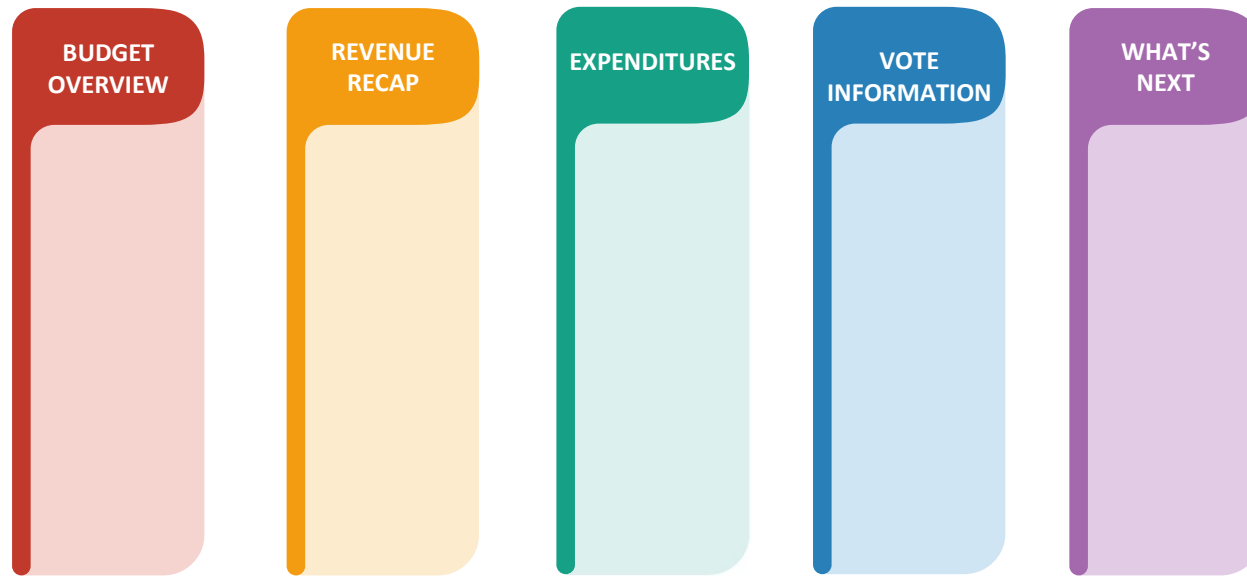 BUDGET
OVERVIEW
REVENUE
RECAP
EXPENDITURES
VOTE
INFORMATION
WHAT’S
NEXT